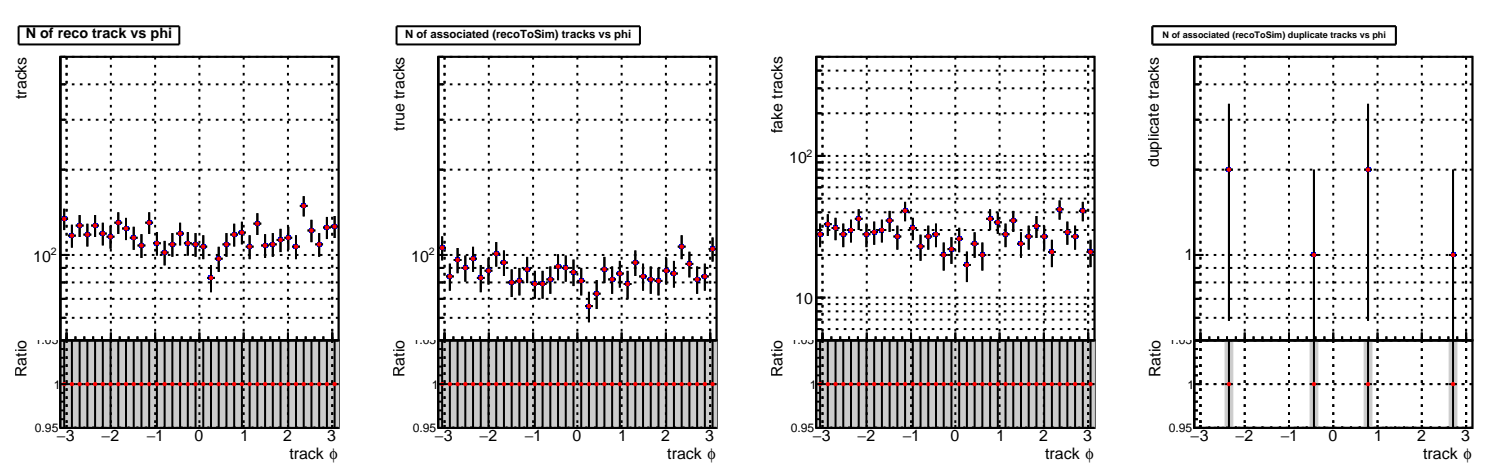 N of reco track vs phi
N of associated (recoToSim) tracks vs phi
N of associated (recoToSim) duplicate tracks vs phi
tracks
true tracks
fake tracks
duplicate tracks
10²
10²
10²
10
1
Ratio
Ratio
Ratio
Ratio
1
0.95
1
0.95
1
0.95
1
0.95
−3 −2 −1 0 1 2 3
−3 −2 −1 0 1 2 3
−3 −2 −1 0 1 2 3
−3 −2 −1 0 1 2 3
track ϕ
track ϕ
track ϕ
track ϕ